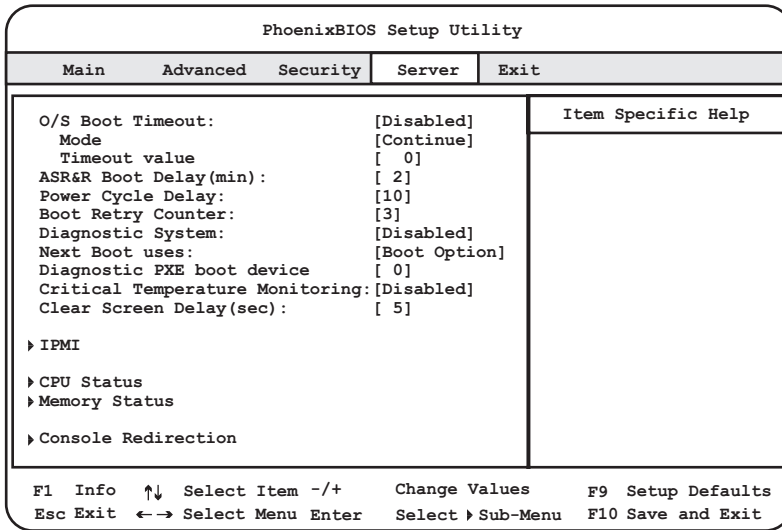 PhoenixBIOS Setup Utility
Main Advanced Security Server Exit
Item Specific Help
O/S Boot Timeout: [Disabled]
Mode [Continue]
Timeout value [ 0]
ASR&R Boot Delay(min): [ 2]
Power Cycle Delay: [10]
Boot Retry Counter: [3]
Diagnostic System: [Disabled]
Next Boot uses: [Boot Option]
Diagnostic PXE boot device [ 0]
Critical Temperature Monitoring:[Disabled]
Clear Screen Delay(sec): [ 5]
IPMI
CPU Status
Memory Status
Console Redirection
F1 Info ↑↓ Select Item -/+ Change Values F9 Setup Defaults
Esc Exit ←→ Select Menu Enter Select ▶ Sub-Menu F10 Save and Exit